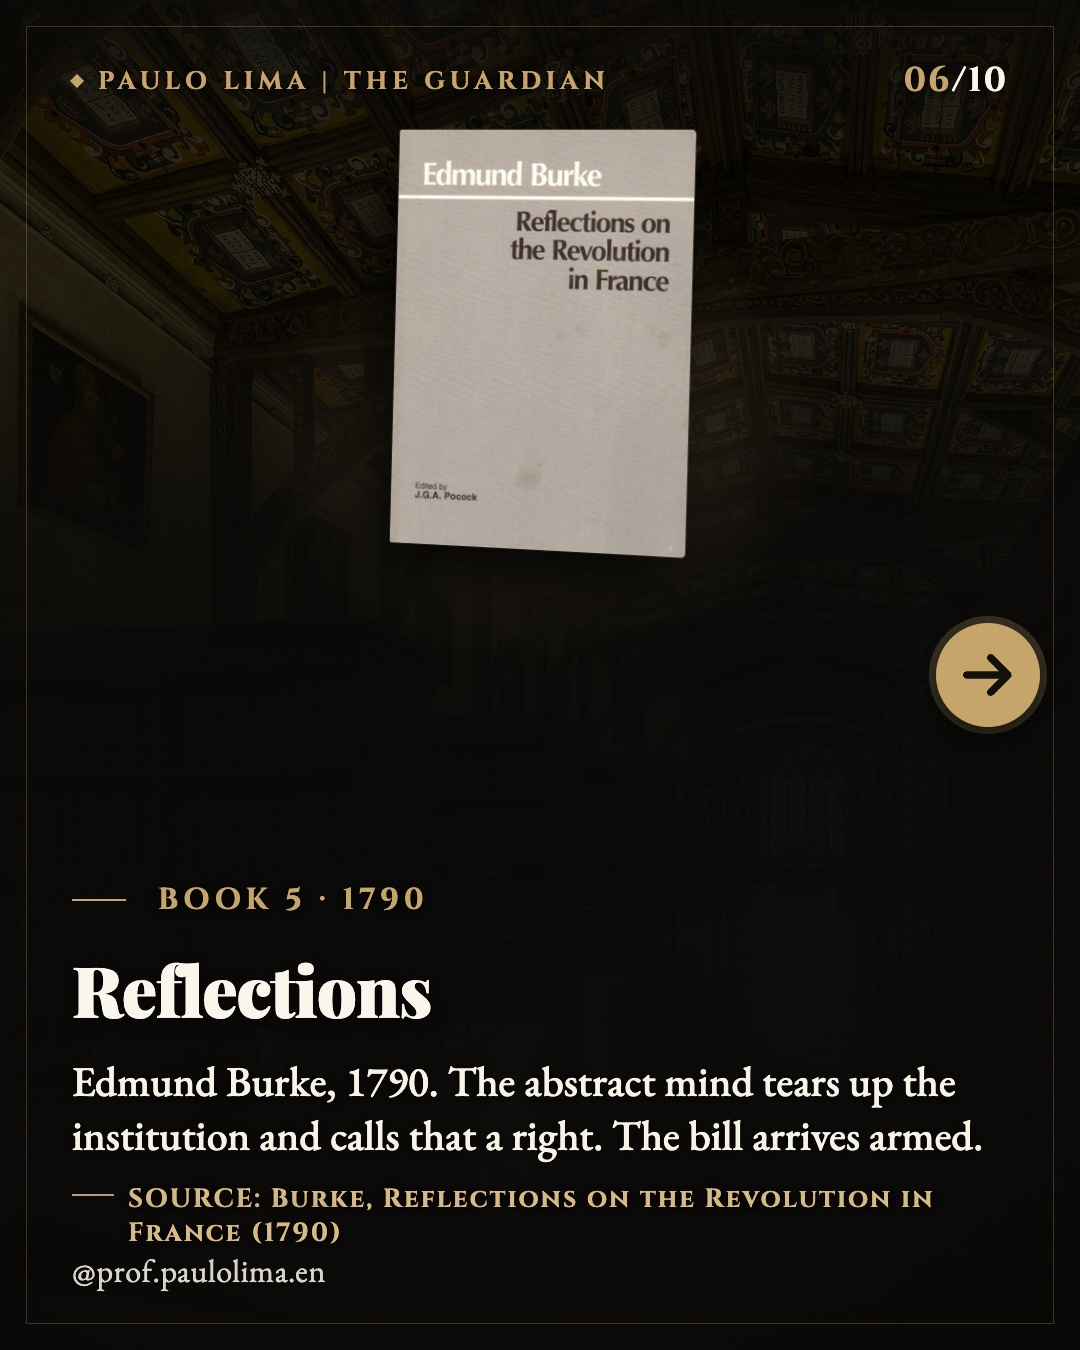 ◆ PAULO LIMA | THE GUARDIAN
06/10
Edmund Burke
Reflections on
the Revolution
in France
Edited by
J.G.A. Pocock
BOOK 5 · 1790
Reflections
Edmund Burke, 1790. The abstract mind tears up the
institution and calls that a right. The bill arrives armed.
SOURCE: BURKE, REFLECTIONS ON THE REVOLUTION IN
FRANCE (1790)
@prof.paulolima.en